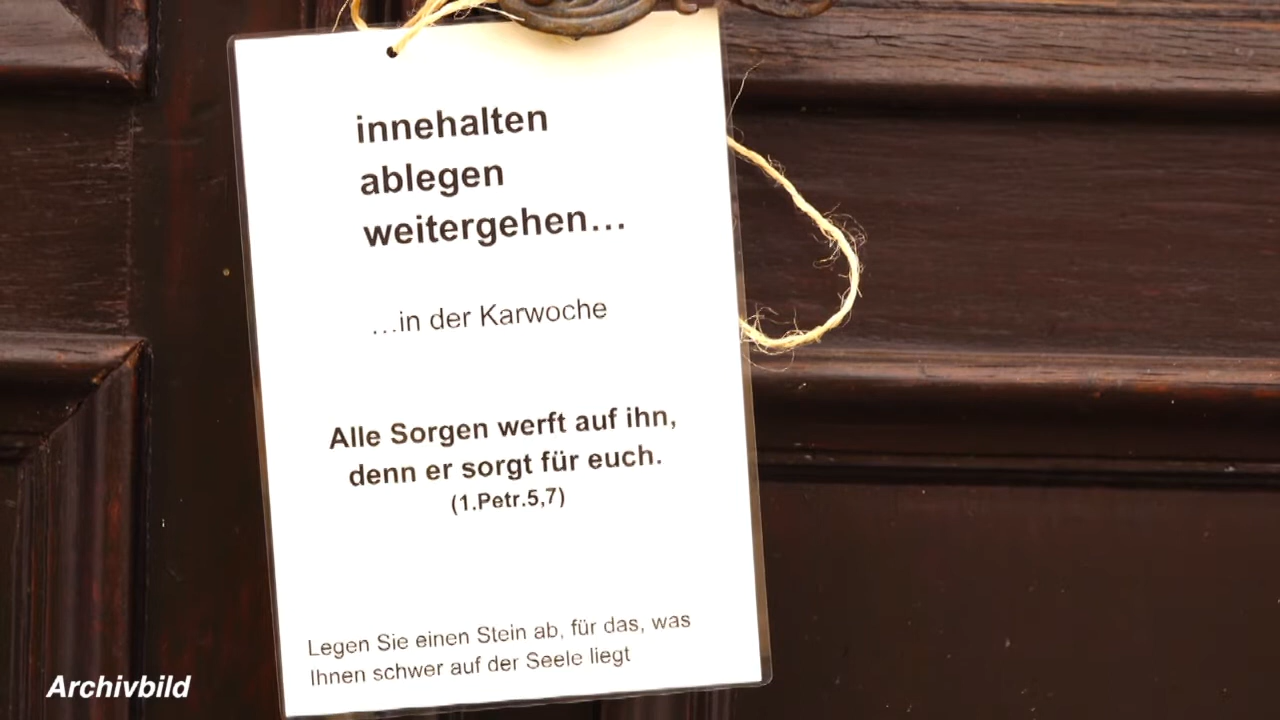 innehalten
ablegen
weitergehen…
…in der Karwoche
Alle Sorgen werft auf ihn,
denn er sorgt für euch.
(1.Petr.5,7)
Legen Sie einen Stein ab, für das, was
Ihnen schwer auf der Seele liegt
Archivbild